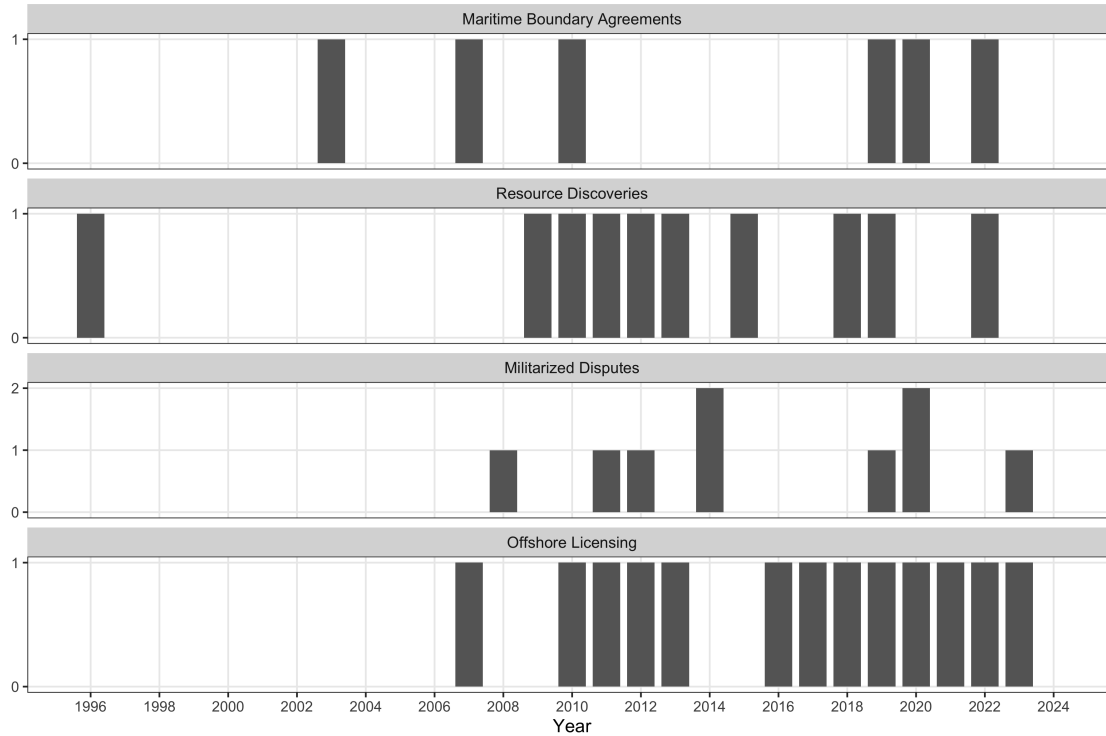 Maritime Boundary Agreements
1
0
Resource Discoveries
1
0
Militarized Disputes
2
1
0
Offshore Licensing
1
0
1996 1998 2000 2002 2004 2006 2008 2010 2012 2014 2016 2018 2020 2022 2024
Year